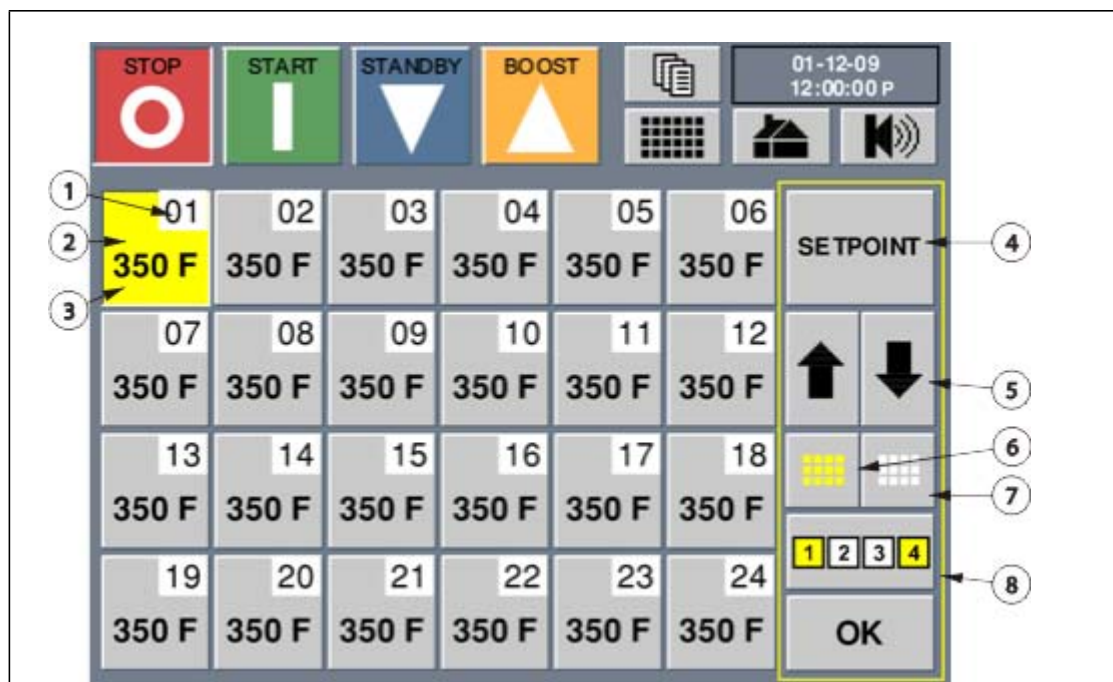 STOP START STANDBY BOOST
01-12-09
12:00:00 P
1 01 02 03 04 05 06
2 SETPOINT 4
350 F 350 F 350 F 350 F 350 F 350 F
3
07 08 09 10 11 12
350 F 350 F 350 F 350 F 350 F 350 F 5
13 14 15 16 17 18 6
350 F 350 F 350 F 350 F 350 F 350 F 7
1 2 3 4
19 20 21 22 23 24 8
350 F 350 F 350 F 350 F 350 F 350 F OK